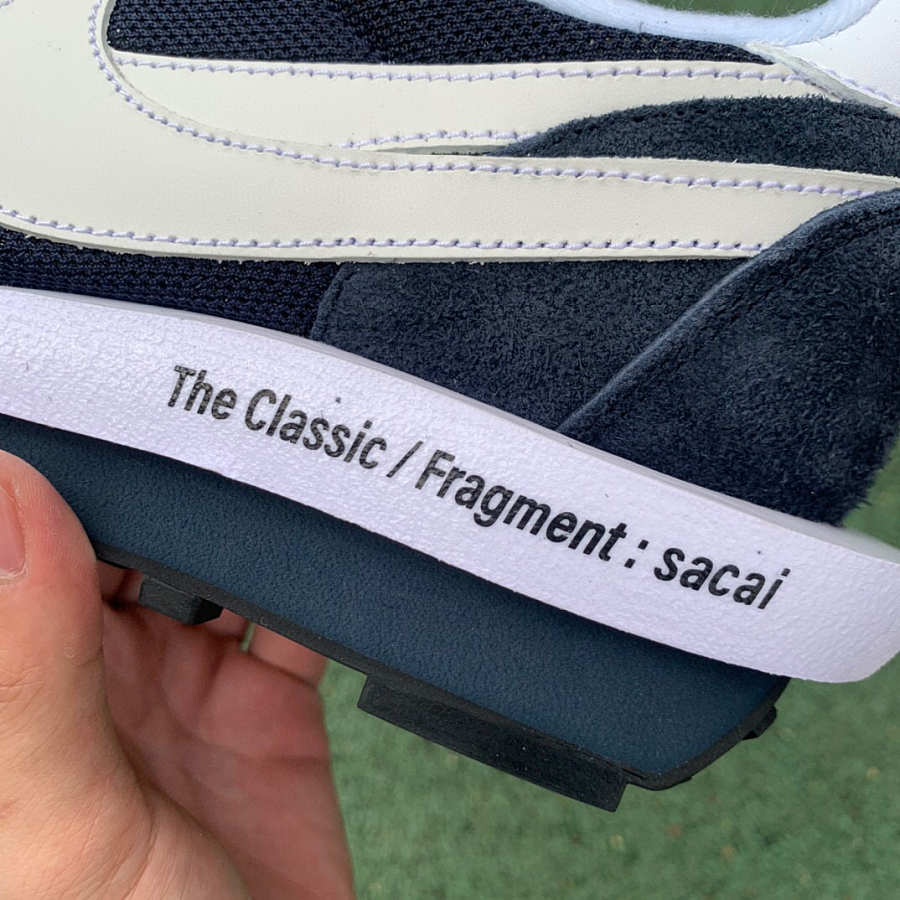 The Classic / Fragment : sacai